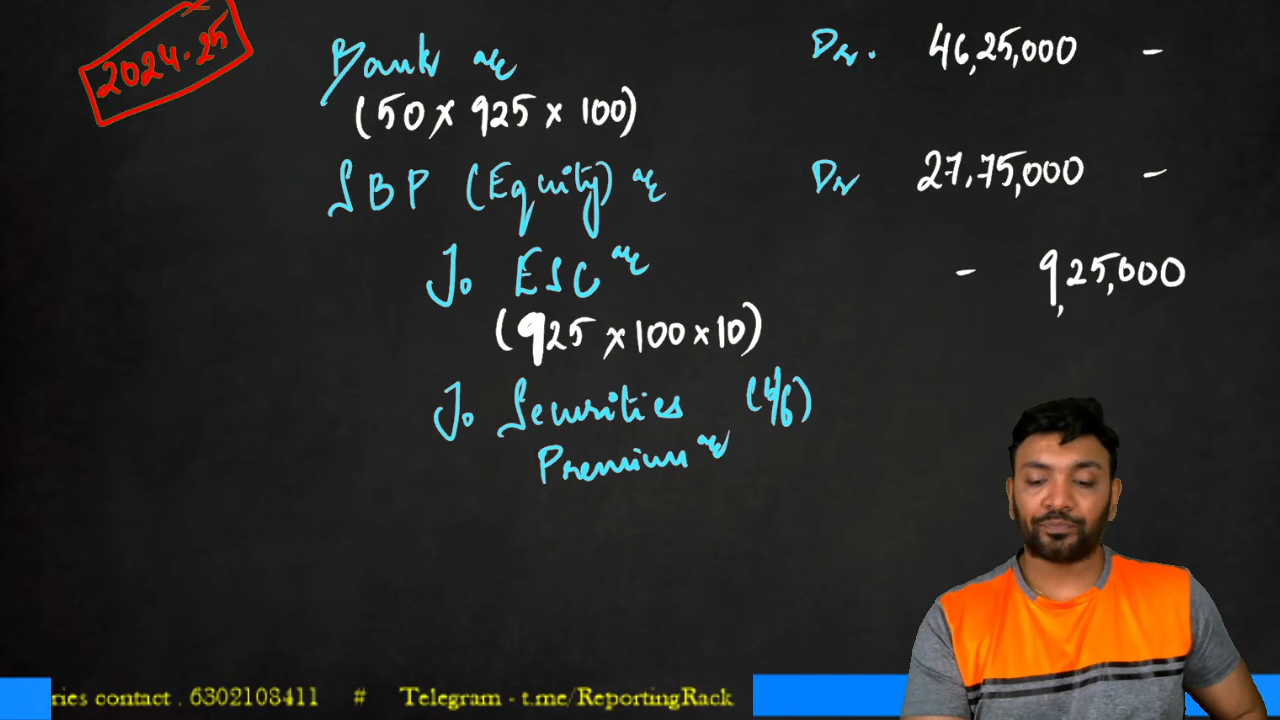 2024-25
Bank a/c Dr. 46,25,000 -
(50 x 925 x 100)
SBP (Equity) a/c Dr 27,75,000 -
To ESC a/c - 9,25,000
(925 x 100 x 10)
To Securities (b/f)
Premium a/c
ries contact . 6302108411 # Telegram - t.me/ReportingRack